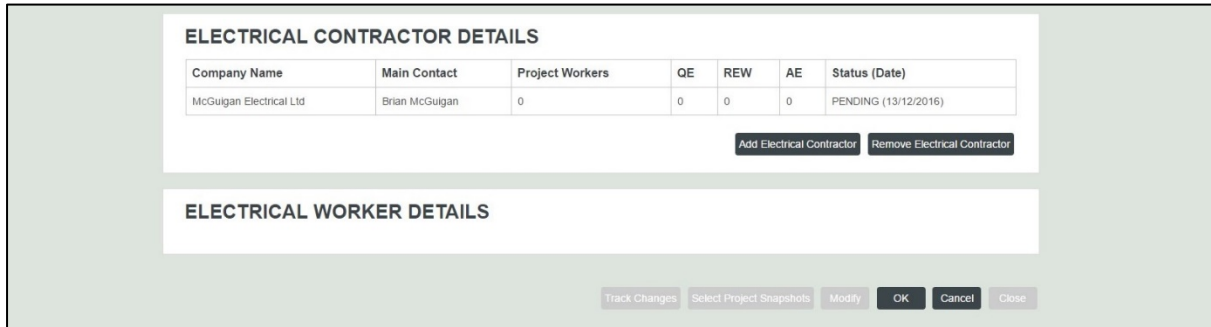 ELECTRICAL CONTRACTOR DETAILS
Company Name Main Contact Project Workers QE REW AE Status (Date)
McGuigan Electrical Ltd Brian McGuigan 0 0 0 0 PENDING (13/12/2016)
Add Electrical Contractor Remove Electrical Contractor
ELECTRICAL WORKER DETAILS
Track Changes Select Project Snapshots Modify OK Cancel Close